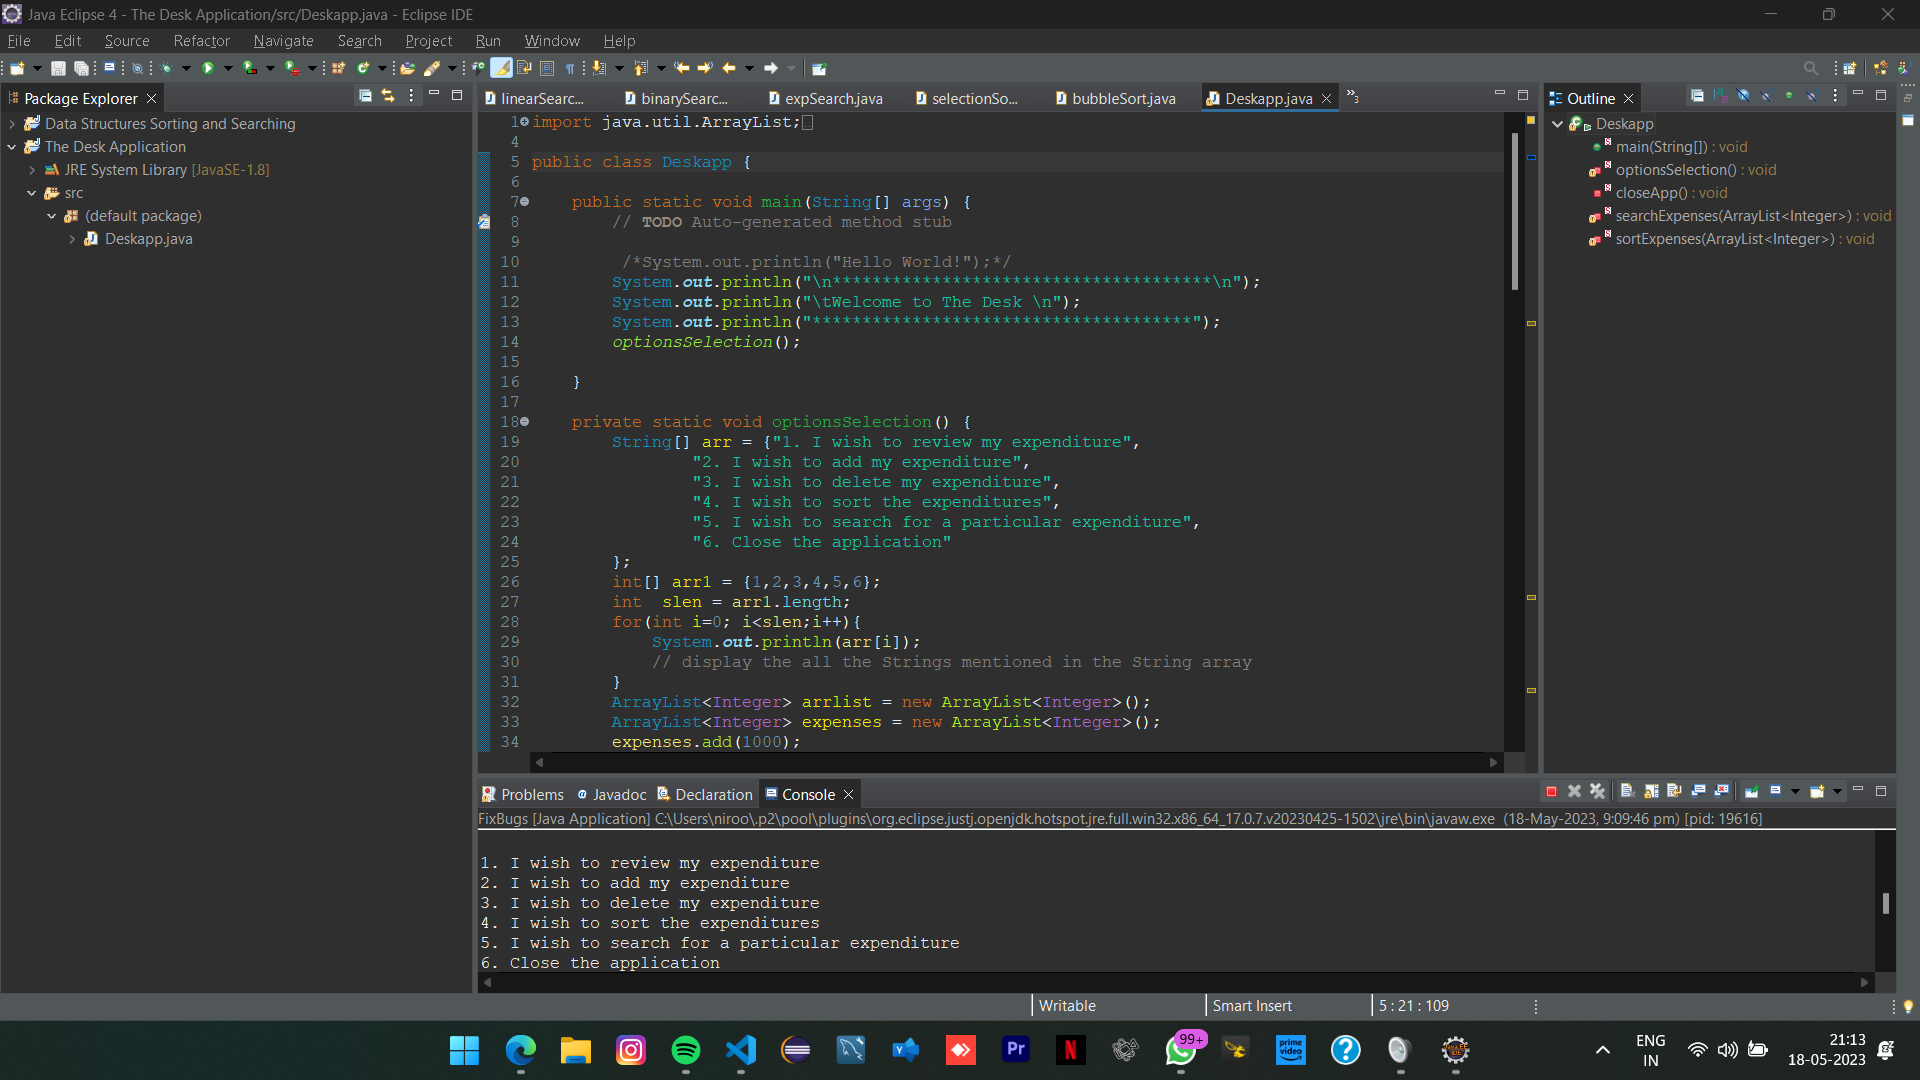 Java Eclipse 4 - The Desk Application/src/Deskapp.java - Eclipse IDE
File Edit Source Refactor Navigate Search Project Run Window Help
Package Explorer
Data Structures Sorting and Searching
The Desk Application
JRE System Library [JavaSE-1.8]
src
(default package)
Deskapp.java
linearSearc... binarySearc... expSearch.java selectionSo... bubbleSort.java Deskapp.java »3
1 import java.util.ArrayList;
4
5 public class Deskapp {
6
7 public static void main(String[] args) {
8 // TODO Auto-generated method stub
9
10 /*System.out.println("Hello World!");*/
11 System.out.println("\n**************************************\n");
12 System.out.println("\tWelcome to The Desk \n");
13 System.out.println("**************************************");
14 optionsSelection();
15
16 }
17
18 private static void optionsSelection() {
19 String[] arr = {"1. I wish to review my expenditure",
20 "2. I wish to add my expenditure",
21 "3. I wish to delete my expenditure",
22 "4. I wish to sort the expenditures",
23 "5. I wish to search for a particular expenditure",
24 "6. Close the application"
25 };
26 int[] arr1 = {1,2,3,4,5,6};
27 int  slen = arr1.length;
28 for(int i=0; i<slen;i++){
29 System.out.println(arr[i]);
30 // display the all the Strings mentioned in the String array
31 }
32 ArrayList<Integer> arrlist = new ArrayList<Integer>();
33 ArrayList<Integer> expenses = new ArrayList<Integer>();
34 expenses.add(1000);
Outline
Deskapp
main(String[]) : void
optionsSelection() : void
closeApp() : void
searchExpenses(ArrayList<Integer>) : void
sortExpenses(ArrayList<Integer>) : void
Problems Javadoc Declaration Console
FixBugs [Java Application] C:\Users\niroo\.p2\pool\plugins\org.eclipse.justj.openjdk.hotspot.jre.full.win32.x86_64_17.0.7.v20230425-1502\jre\bin\javaw.exe (18-May-2023, 9:09:46 pm) [pid: 19616]
1. I wish to review my expenditure
2. I wish to add my expenditure
3. I wish to delete my expenditure
4. I wish to sort the expenditures
5. I wish to search for a particular expenditure
6. Close the application
Writable Smart Insert 5 : 21 : 109
Pr N 99+ prime video ?
ENG
IN
21:13
18-05-2023